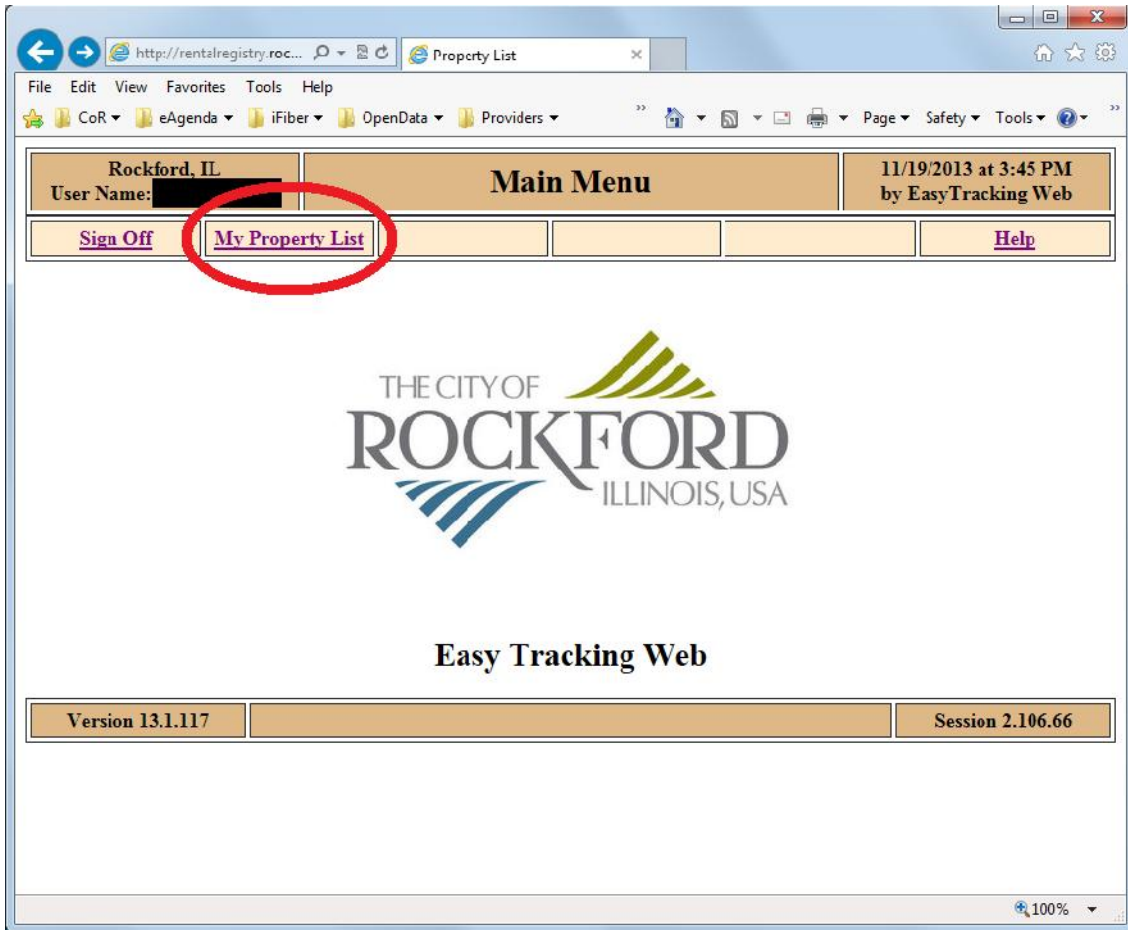 http://rentalregistry.roc...
Property List
File Edit View Favorites Tools Help
CoR eAgenda iFiber OpenData Providers Page Safety Tools
Rockford, IL
User Name:
Main Menu
11/19/2013 at 3:45 PM
by EasyTracking Web
Sign Off My Property List Help
THE CITY OF
ROCKFORD
ILLINOIS, USA
Easy Tracking Web
Version 13.1.117 Session 2.106.66
100%